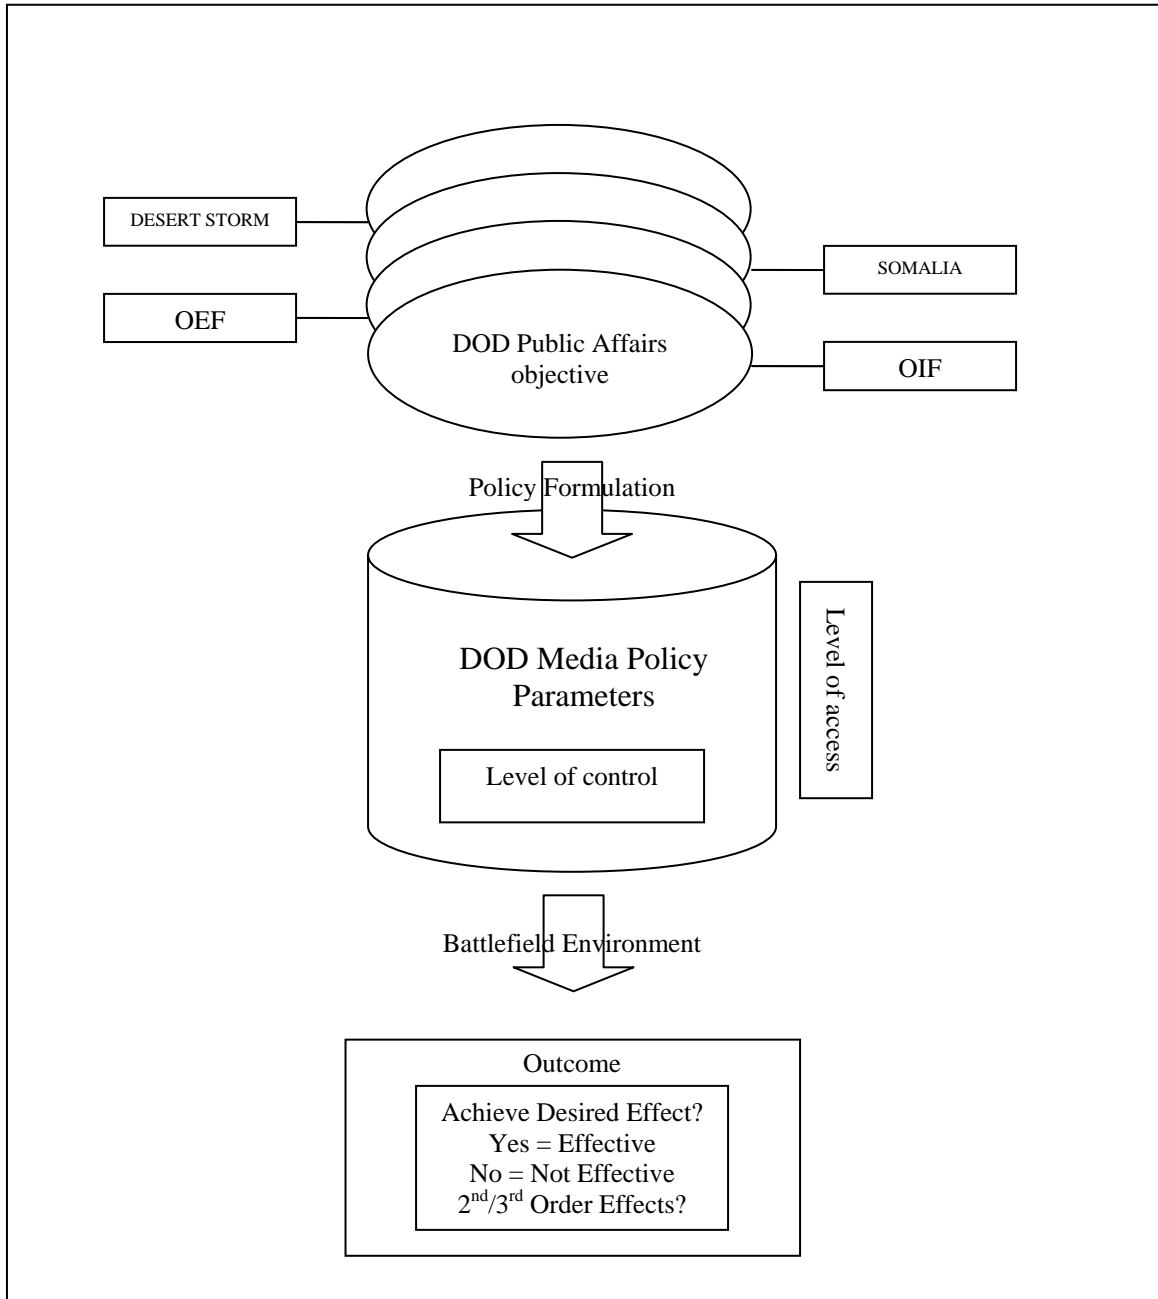 DESERT STORM
SOMALIA
OEF
DOD Public Affairs
objective
OIF
Policy Formulation
DOD Media Policy
Parameters
Level of access
Level of control
Battlefield Environment
Outcome
Achieve Desired Effect?
Yes = Effective
No = Not Effective
2nd/3rd Order Effects?